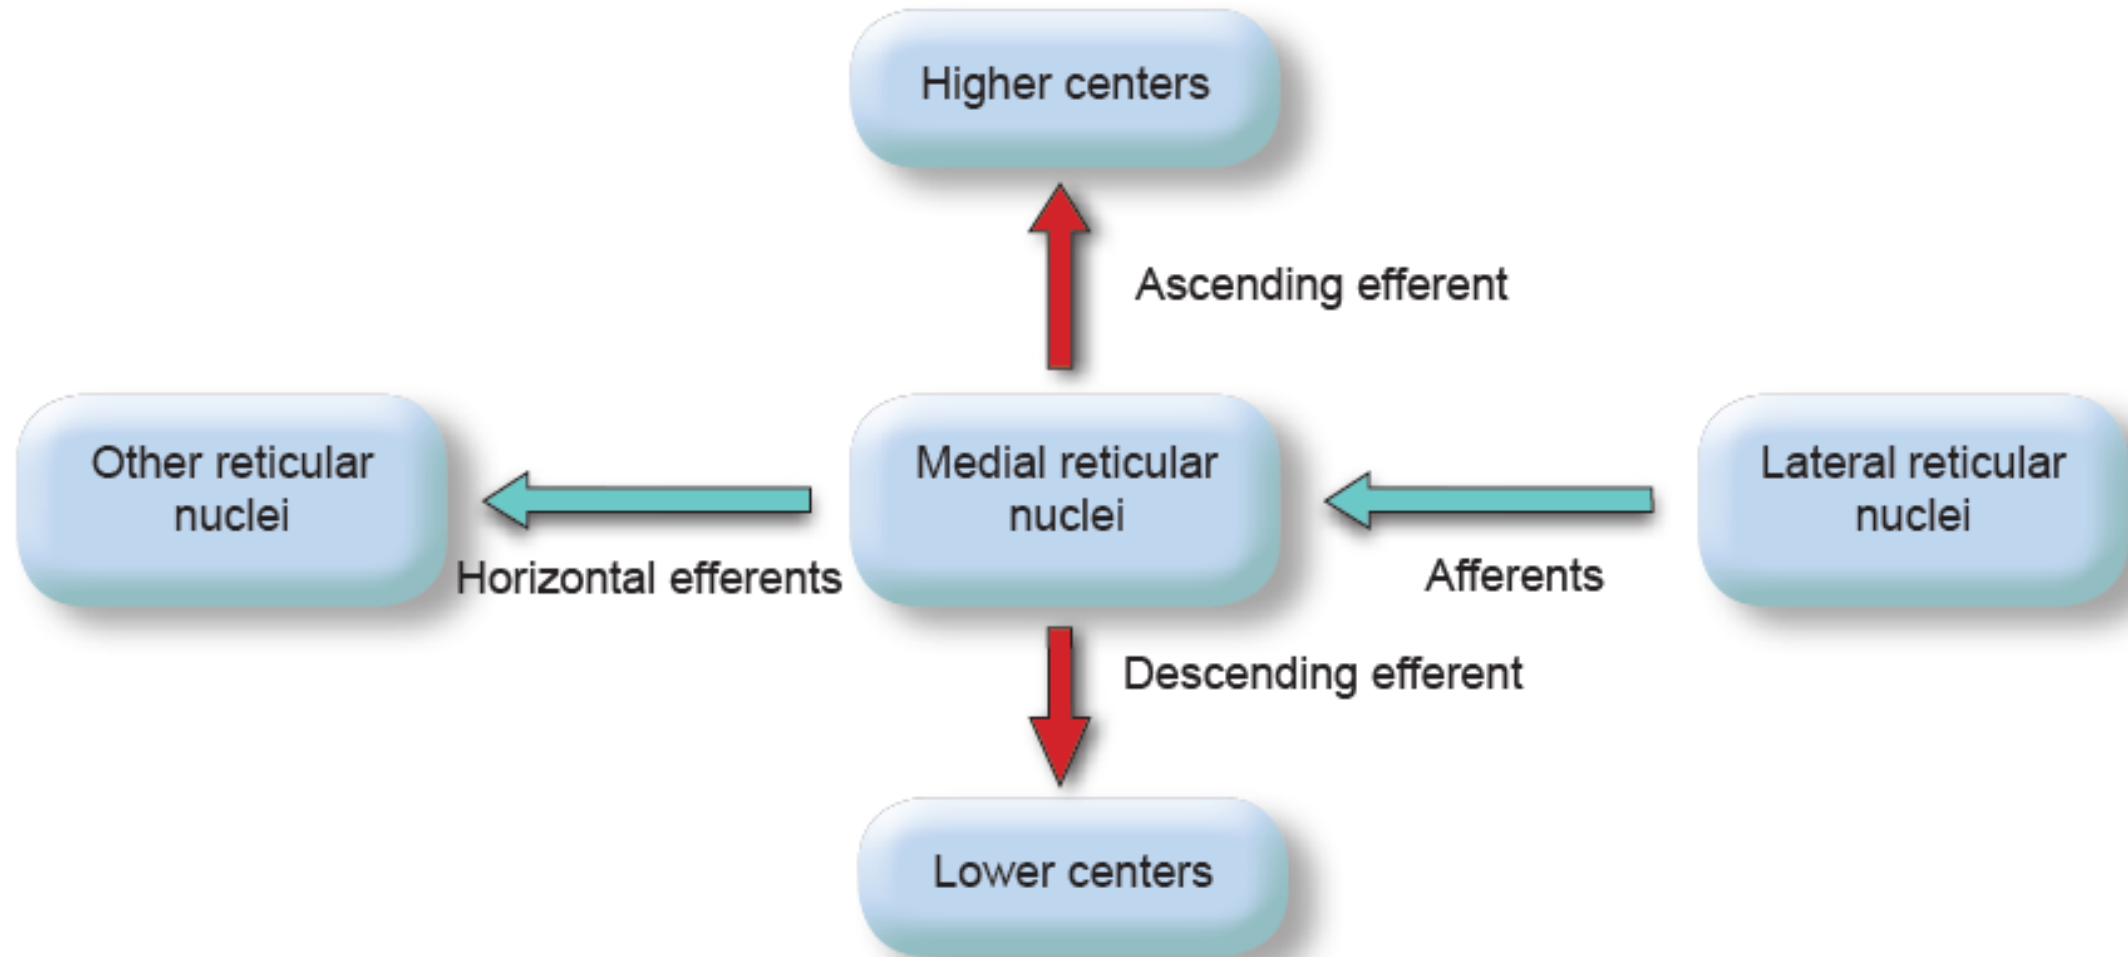 Higher centers
Ascending efferent
Other reticular
nuclei
Medial reticular
nuclei
Lateral reticular
nuclei
Horizontal efferents
Afferents
Descending efferent
Lower centers